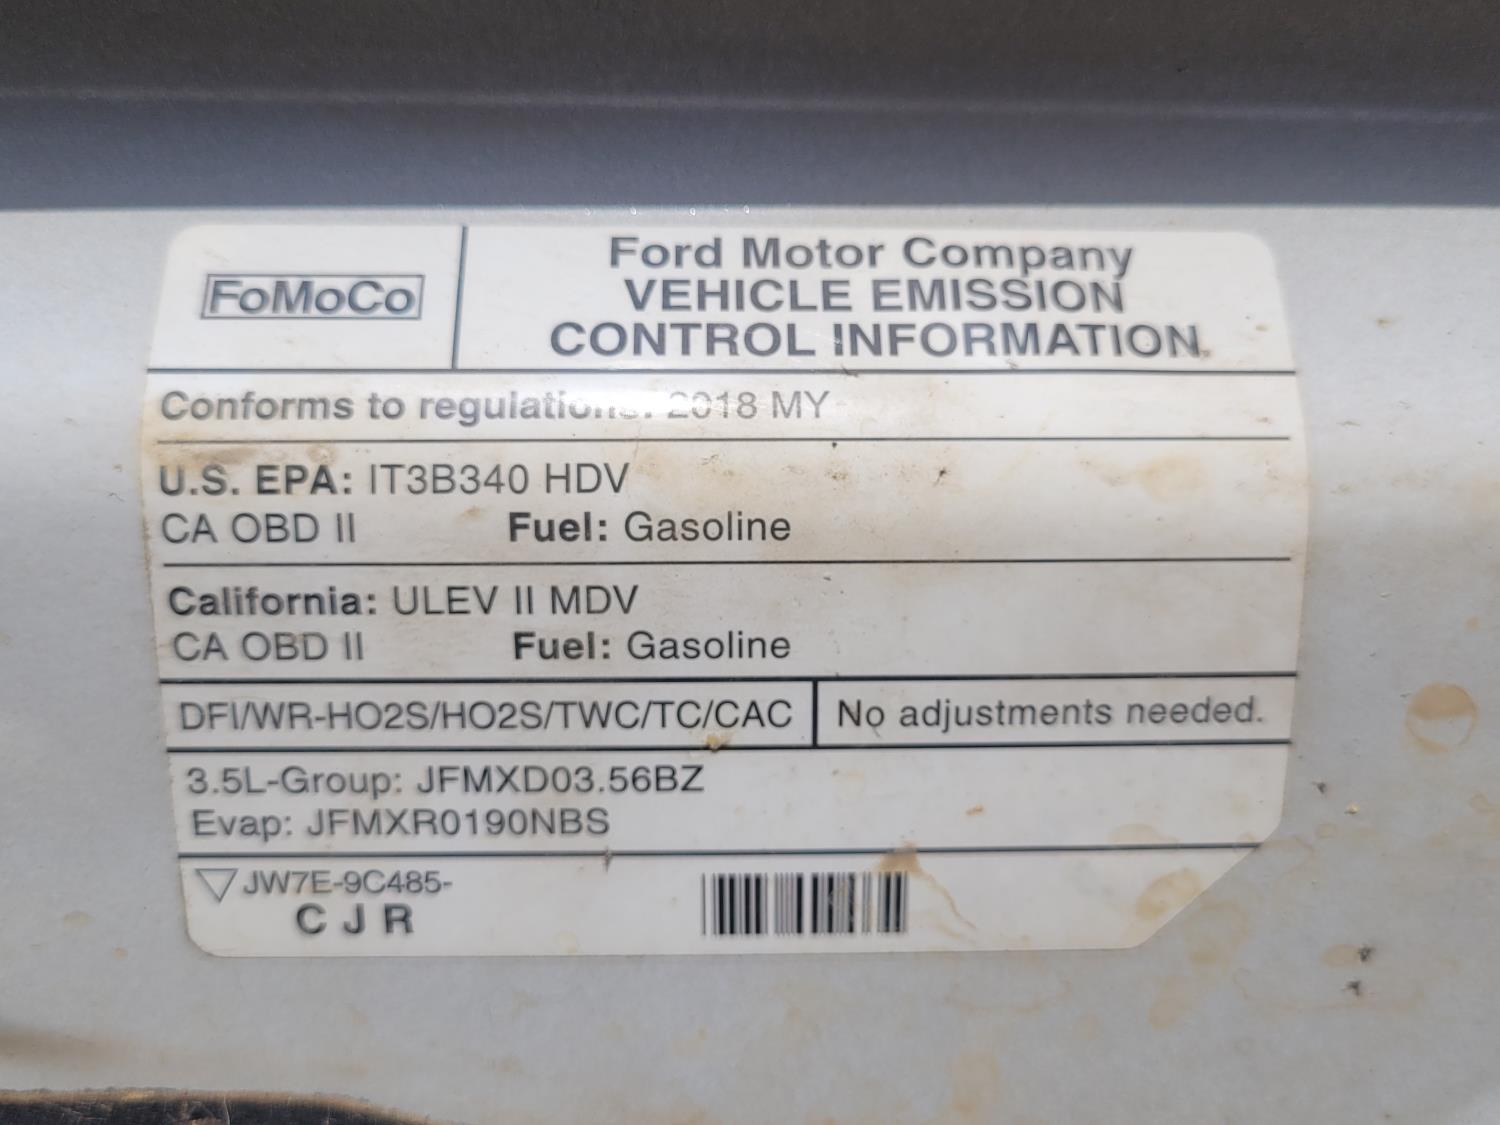 FoMoCo
Ford Motor Company
VEHICLE EMISSION
CONTROL INFORMATION
Conforms to regulations: 2018 MY
U.S. EPA: IT3B340 HDV
CA OBD II Fuel: Gasoline
California: ULEV II MDV
CA OBD II Fuel: Gasoline
DFI/WR-HO2S/HO2S/TWC/TC/CAC
No adjustments needed.
3.5L-Group: JFMXD03.56BZ
Evap: JFMXR0190NBS
JW7E-9C485-
C J R